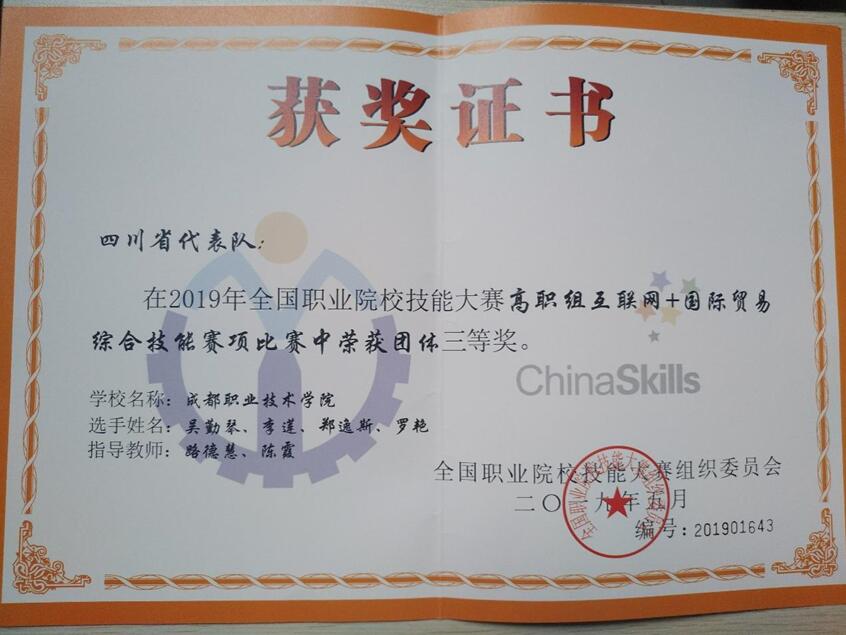 获奖证书
四川省代表队：
在2019年全国职业院校技能大赛高职组互联网+国际贸易
综合技能赛项比赛中荣获团体三等奖。
ChinaSkills
学校名称：成都职业技术学院
选手姓名：吴勤琴、李莲、郑逸斯、罗艳
指导教师：路德慧、陈霞
全国职业院校技能大赛组织委员会
二〇一九年五月
编号：201901643